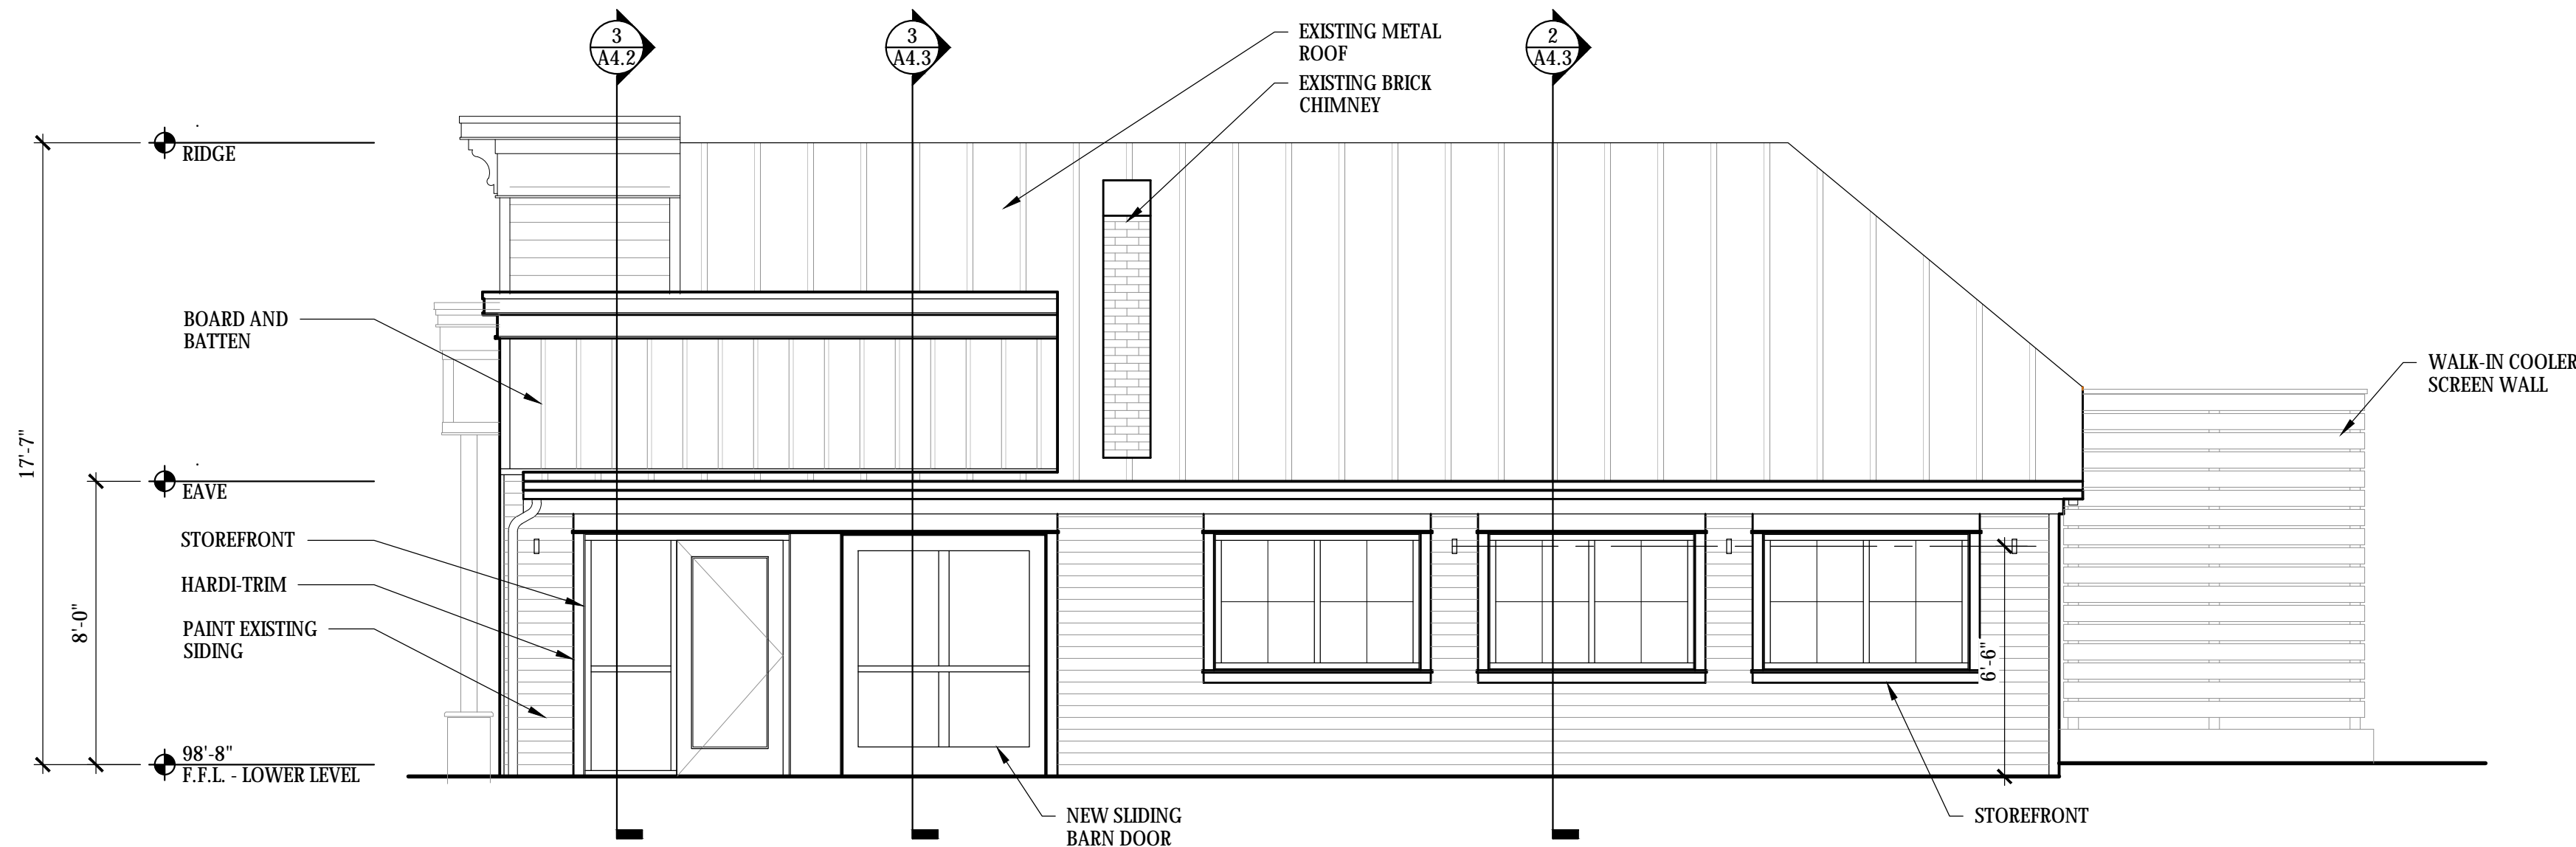 3
A4.2
3
A4.3
2
A4.3
EXISTING METAL
ROOF
EXISTING BRICK
CHIMNEY
RIDGE
BOARD AND
BATTEN
WALK-IN COOLER
SCREEN WALL
17'-7"
EAVE
STOREFRONT
HARDI-TRIM
8'-0"
PAINT EXISTING
SIDING
6'-6"
98'-8"
F.F.L. - LOWER LEVEL
NEW SLIDING
BARN DOOR
STOREFRONT